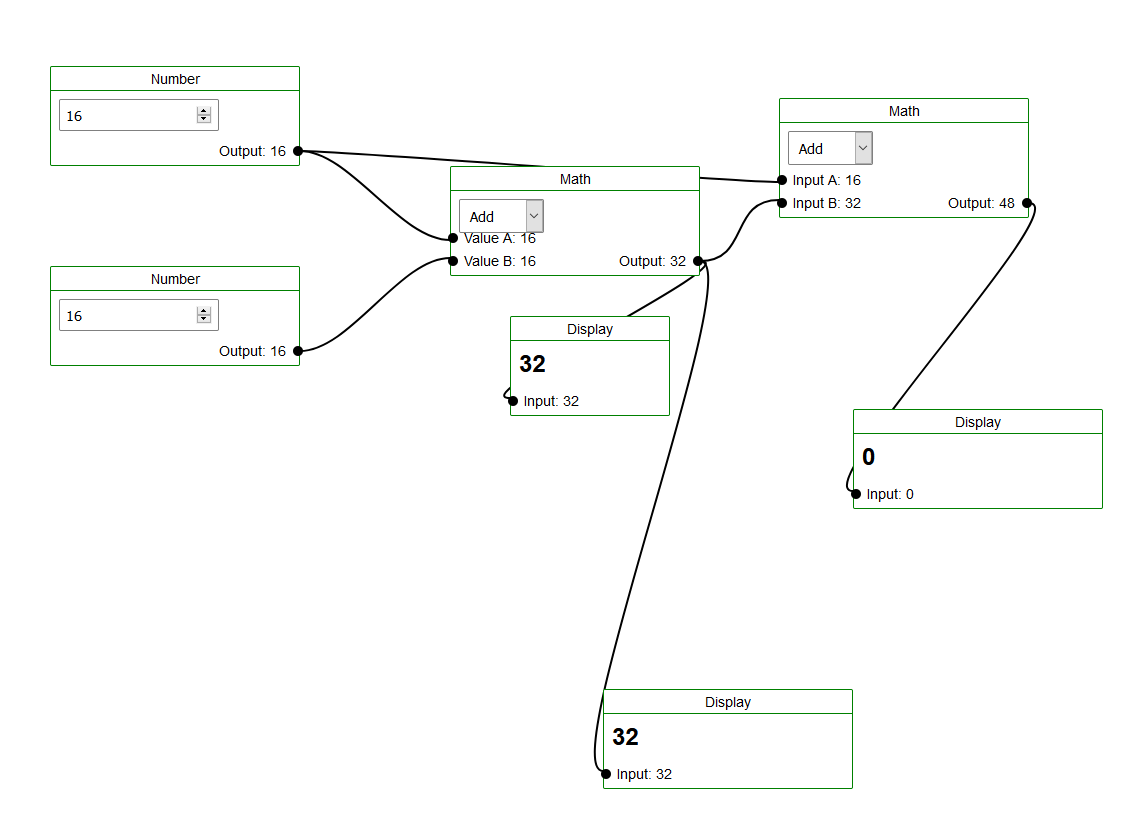 Number
16
Output: 16
Number
16
Output: 16
Math
Add
Value A: 16
Value B: 16
Output: 32
Display
32
Input: 32
Math
Add
Input A: 16
Input B: 32
Output: 48
Display
0
Input: 0
Display
32
Input: 32